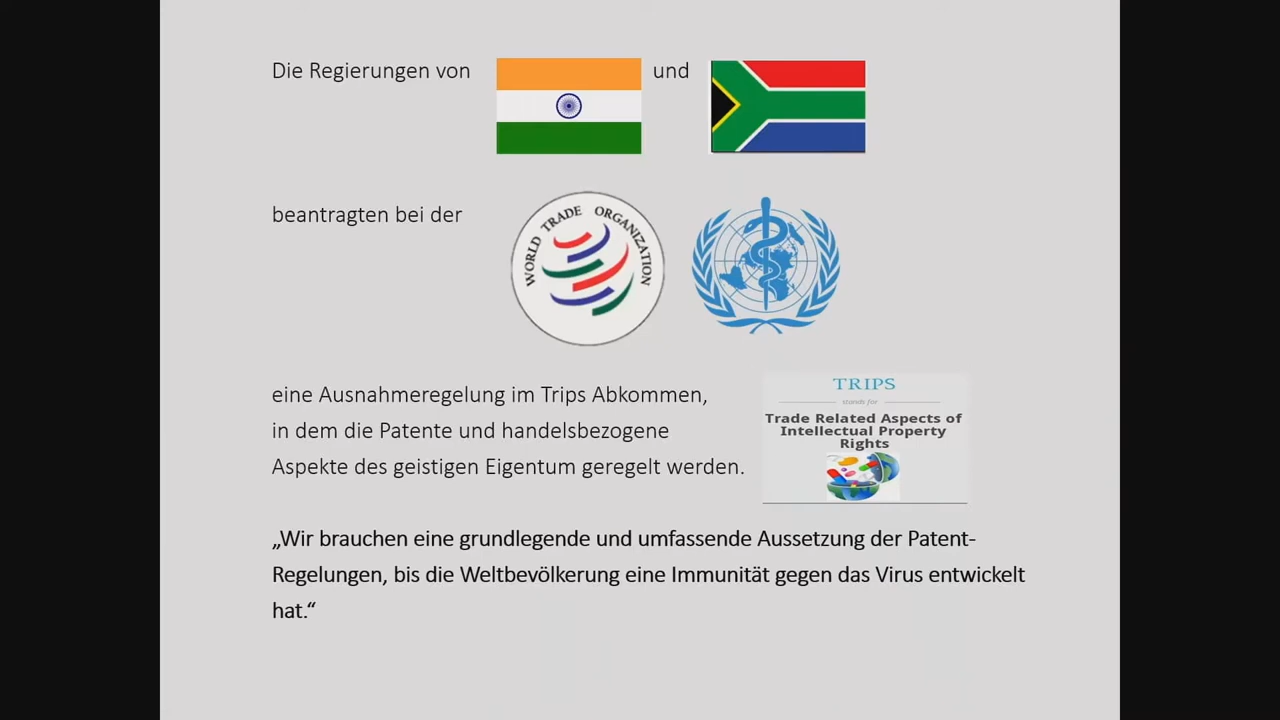 Die Regierungen von und
beantragten bei der
WORLD TRADE ORGANIZATION
eine Ausnahmeregelung im Trips Abkommen,
in dem die Patente und handelsbezogene
Aspekte des geistigen Eigentum geregelt werden.
TRIPS
stands for
Trade Related Aspects of
Intellectual Property
Rights
„Wir brauchen eine grundlegende und umfassende Aussetzung der Patent-
Regelungen, bis die Weltbevölkerung eine Immunität gegen das Virus entwickelt
hat.“